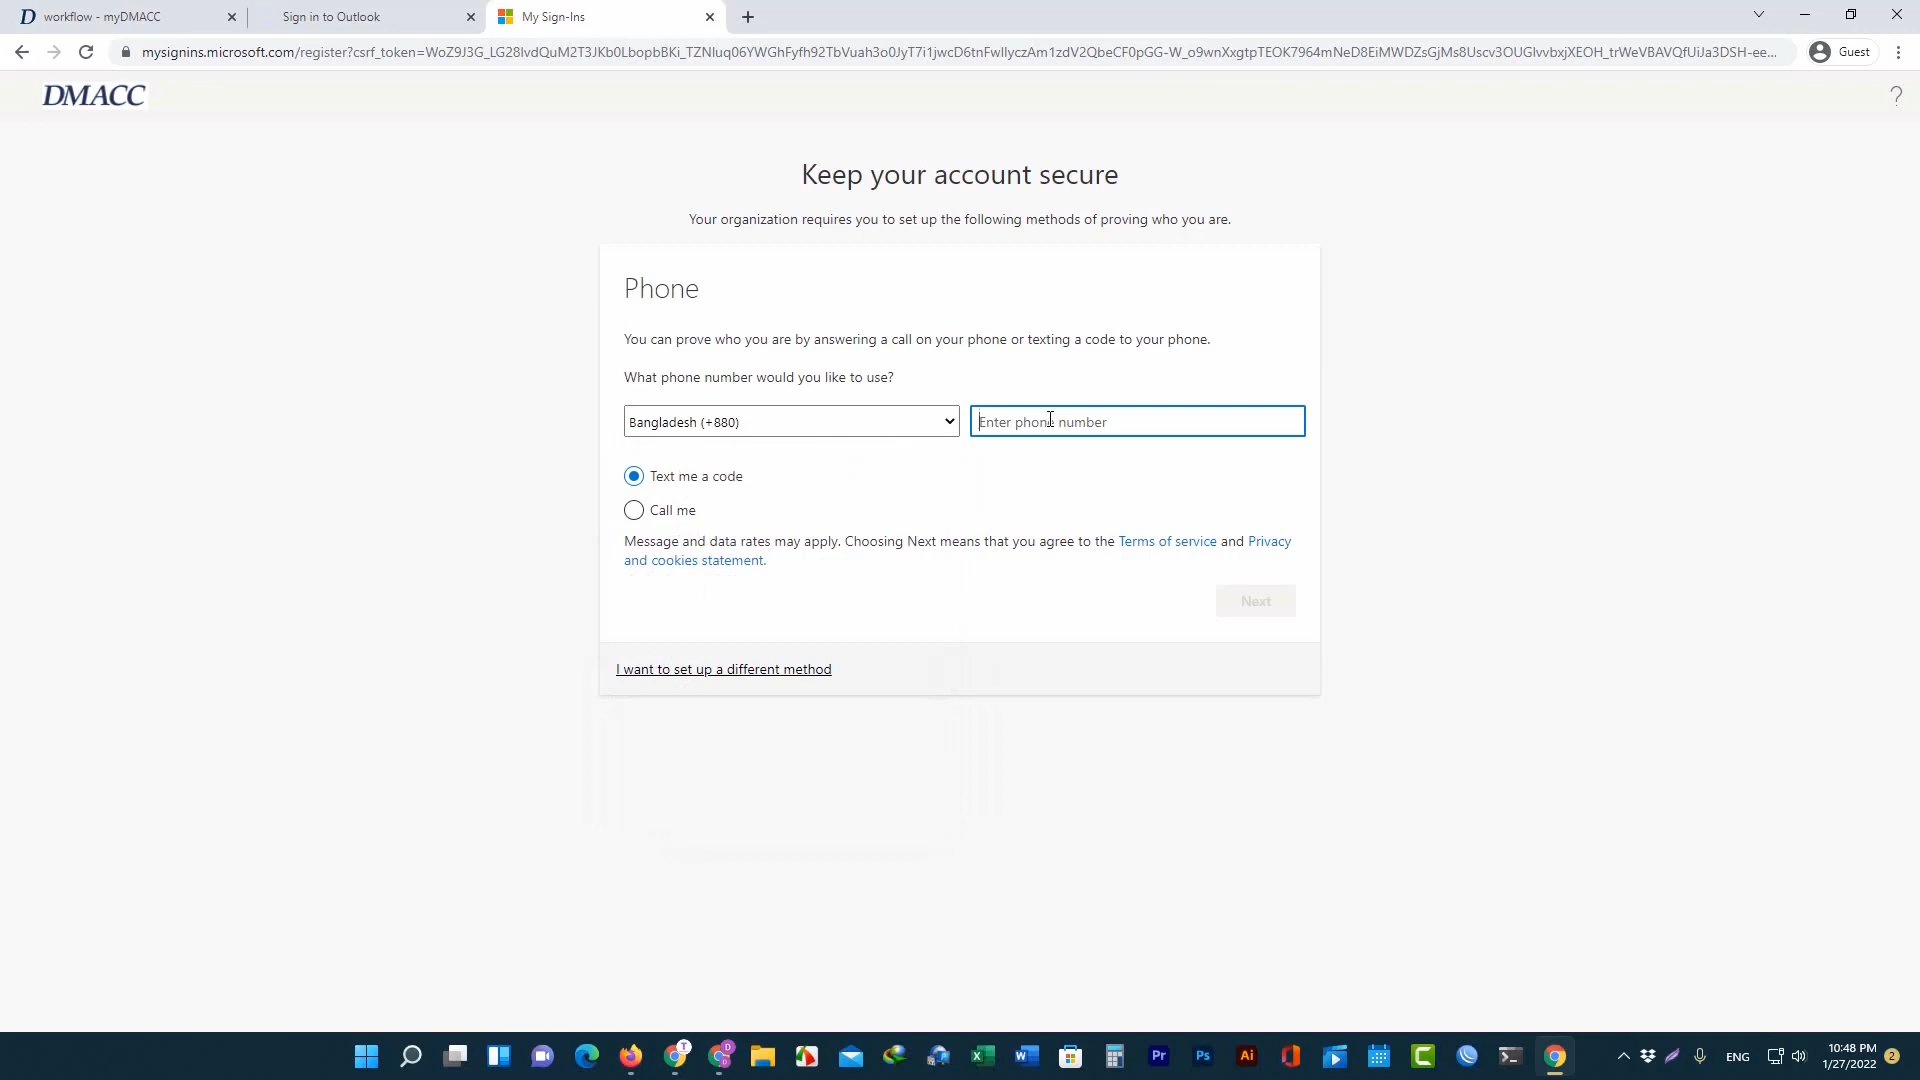 workflow - myDMACC
Sign in to Outlook
My Sign-Ins
mysignins.microsoft.com/register?csrf_token=WoZ9J3G_LG28IvdQuM2T3JKb0LbopbBKi_TZNluq06YWGhFyfh92TbVuah3o0JyT7i1jwcD6tnFwIlyczAm1zdV2QbeCF0pGG-W_o9wnXxgtpTEOK7964mNeD8EiMWDZsGjMs8Uscv3OUGlvvbxjXEOH_trWeVBAVQfUiJa3DSH-ee...
Guest
DMACC
?
Keep your account secure
Your organization requires you to set up the following methods of proving who you are.
Phone
You can prove who you are by answering a call on your phone or texting a code to your phone.
What phone number would you like to use?
Bangladesh (+880)
Enter phone number
Text me a code
Call me
Message and data rates may apply. Choosing Next means that you agree to the Terms of service and Privacy
and cookies statement.
Next
I want to set up a different method
ENG
10:48 PM
1/27/2022
2